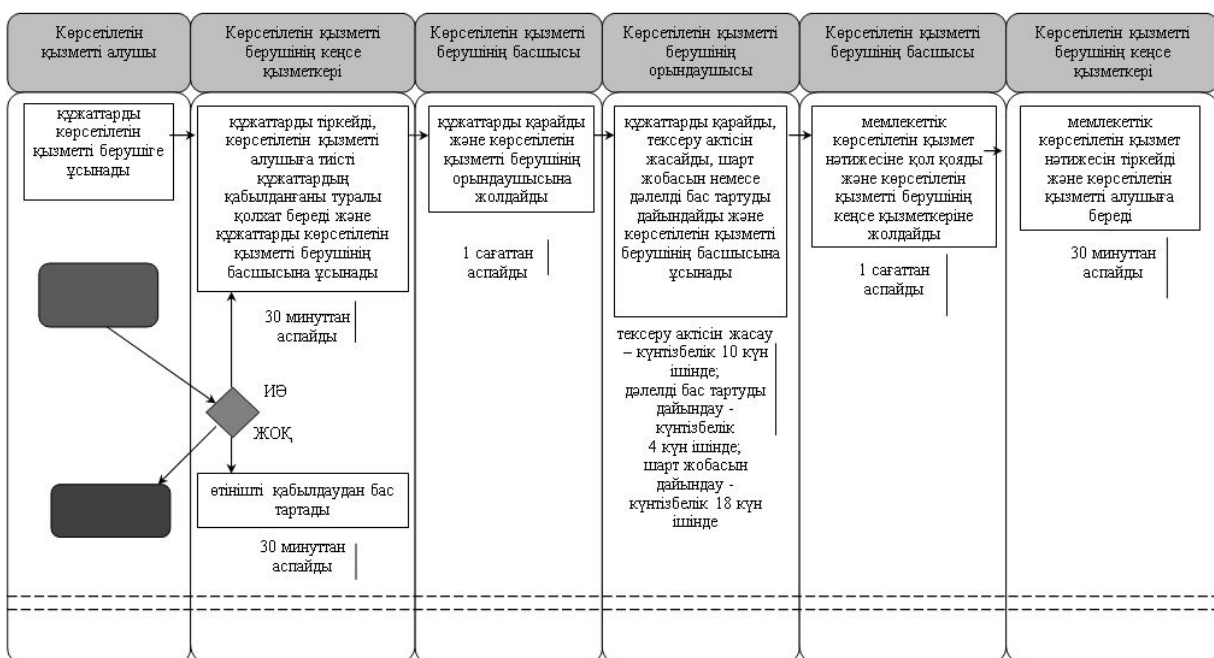 Көрсетілетін
қызметті алушы
Көрсетілетін қызметті
берушінің кеңсе
қызметкері
Көрсетілетін қызметті
берушінің басшысы
Көрсетілетін қызметті
берушінің
орындаушысы
Көрсетілетін қызметті
берушінің басшысы
Көрсетілетін қызметті
берушінің кеңсе
қызметкері
құжаттарды
көрсетілетін
қызметті берушіге
ұсынады
құжаттарды тіркейді,
көрсетілетін қызметті
алушыға тиісті
құжаттардың
қабылданғаны туралы
қолхат береді және
құжаттарды көрсетілетін
қызметті берушінің
басшысына ұсынады
30 минуттан
аспайды
ИӘ
ЖОҚ
өтінішті қабылдаудан бас
тартады
30 минуттан
аспайды
құжаттарды қарайды
және көрсетілетін
қызметті берушінің
орындаушысына
жолдайды
1 сағаттан
аспайды
құжаттарды қарайды,
тексеру актісін
жасайды, шарт
жобасын немесе
дәлелді бас тартуды
дайындайды және
көрсетілетін қызметті
берушінің басшысына
ұсынады
тексеру актісін жасау
– күнтізбелік 10 күн
ішінде;
дәлелді бас тартуды
дайындау -
күнтізбелік
4 күн ішінде;
шарт жобасын
дайындау -
күнтізбелік 18 күн
ішінде
мемлекеттік
көрсетілетін қызмет
нәтижесіне қол қояды
және көрсетілетін
қызметті берушінің
кеңсе қызметкеріне
жолдайды
1 сағаттан
аспайды
мемлекеттік
көрсетілетін қызмет
нәтижесін тіркейді
және көрсетілетін
қызметті алушыға
береді
30 минуттан
аспайды